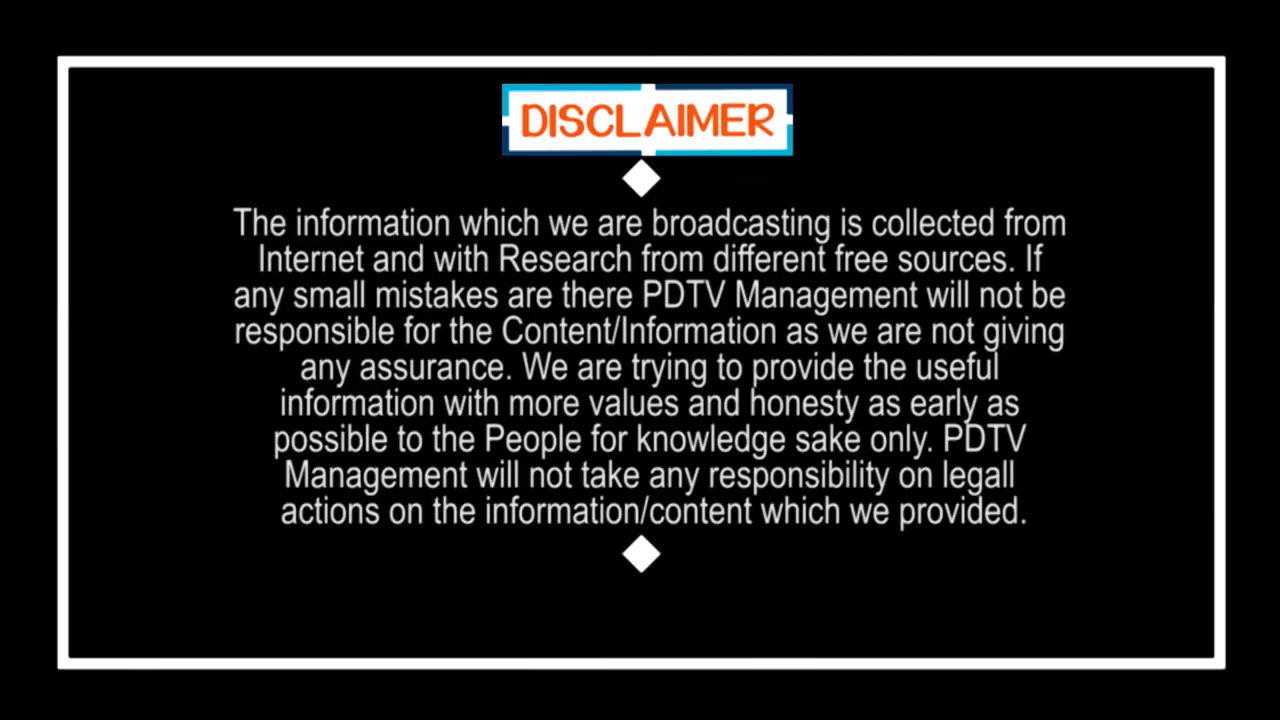 DISCLAIMER
The information which we are broadcasting is collected from
Internet and with Research from different free sources. If
any small mistakes are there PDTV Management will not be
responsible for the Content/Information as we are not giving
any assurance. We are trying to provide the useful
information with more values and honesty as early as
possible to the People for knowledge sake only. PDTV
Management will not take any responsibility on legall
actions on the information/content which we provided.